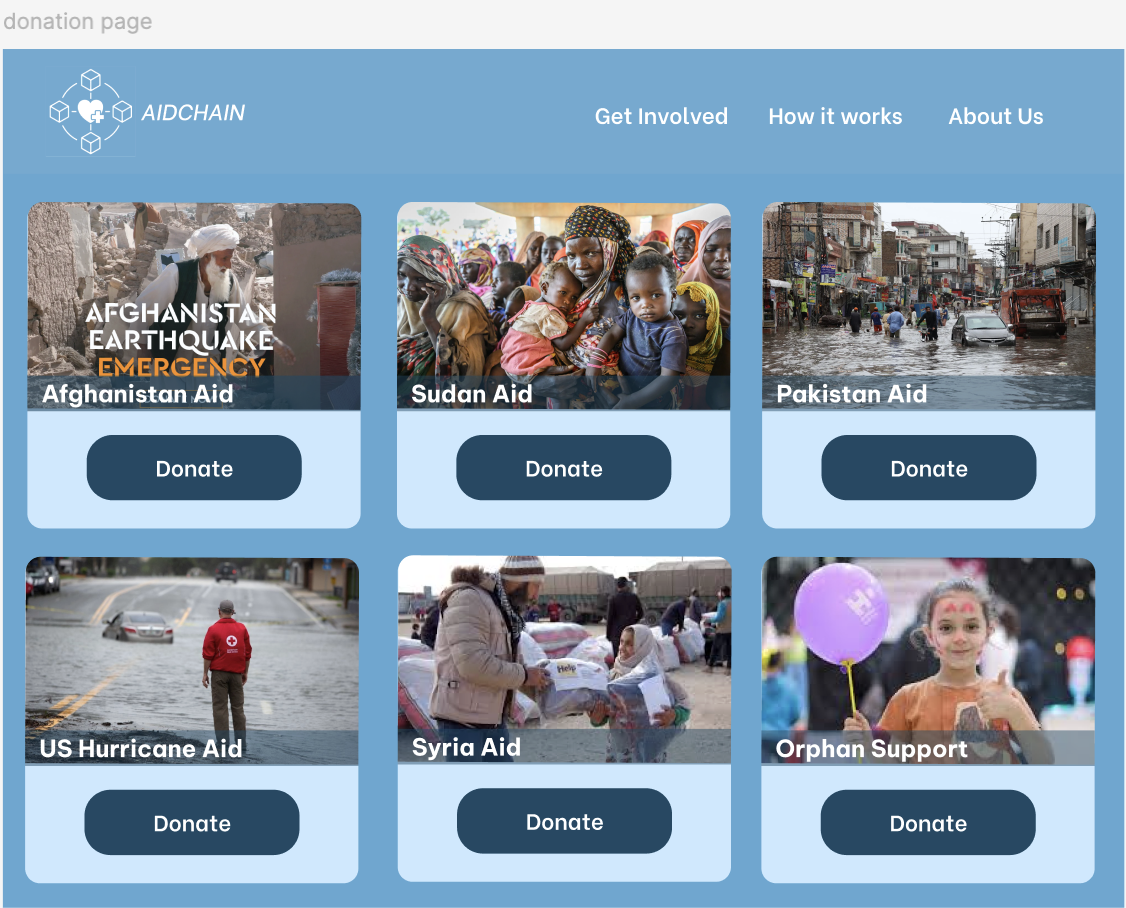 donation page
AIDCHAIN
Get Involved How it works About Us
AFGHANISTAN
EARTHQUAKE
EMERGENCY
Afghanistan Aid
Sudan Aid
Pakistan Aid
Donate
Donate
Donate
Help
US Hurricane Aid
Syria Aid
Orphan Support
Donate
Donate
Donate